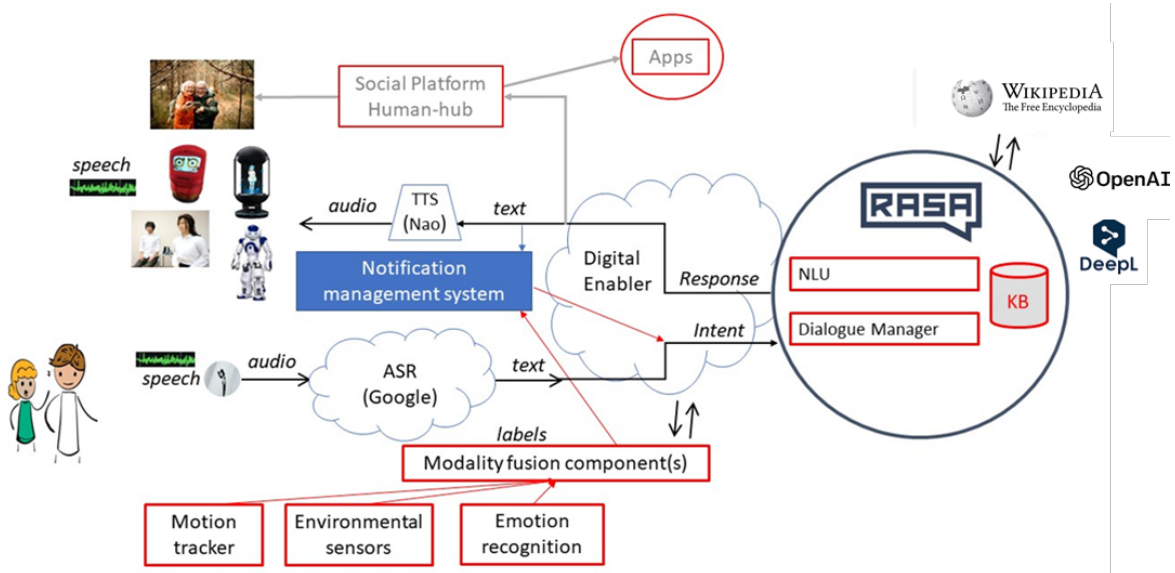 Apps
Social Platform
Human-hub
WIKIPEDIA
The Free Encyclopedia
speech
OpenAI
RASA
audio
TTS
(Nao)
text
DeepL
Digital
Enabler
Notification
management system
Response
NLU
KB
Intent
Dialogue Manager
speech
audio
ASR
(Google)
text
labels
Modality fusion component(s)
Motion
tracker
Environmental
sensors
Emotion
recognition